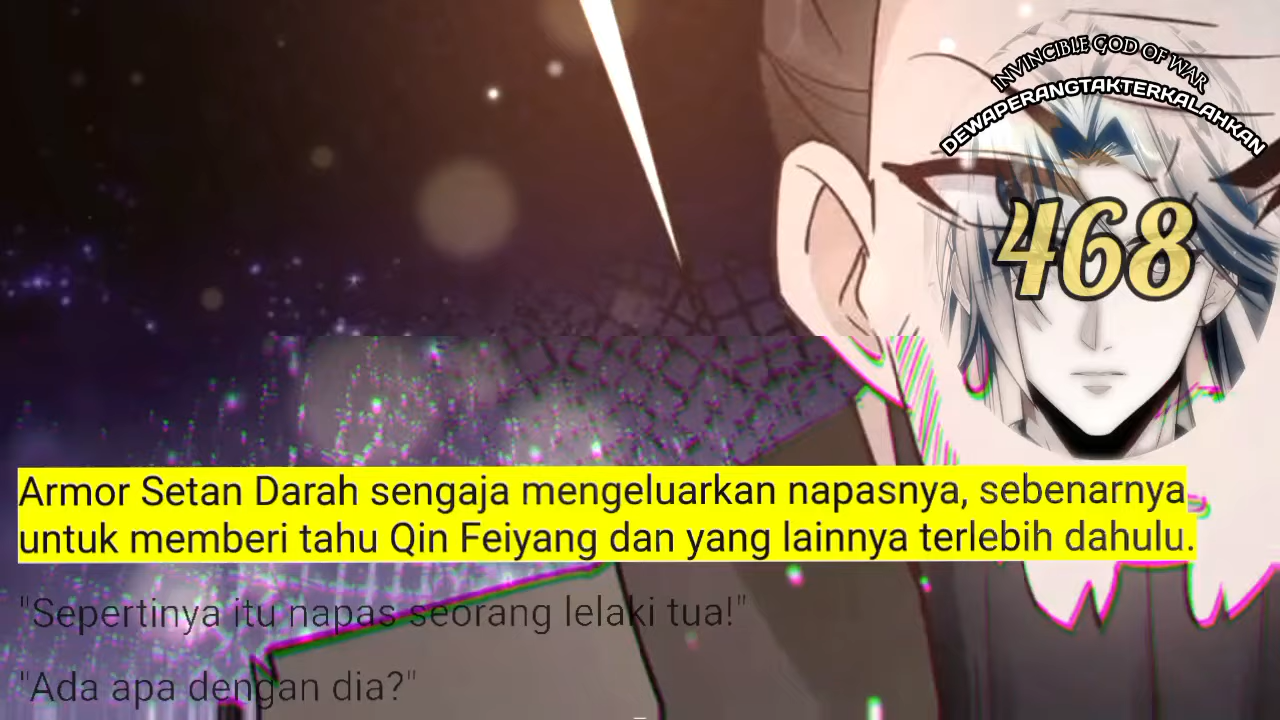 INVINCIBLE GOD OF WAR
DEWAPERANGTAKTERKALAHKAN
468
Armor Setan Darah sengaja mengeluarkan napasnya, sebenarnya
untuk memberi tahu Qin Feiyang dan yang lainnya terlebih dahulu.
"Sepertinya itu napas seorang lelaki tua!"
"Ada apa dengan dia?"